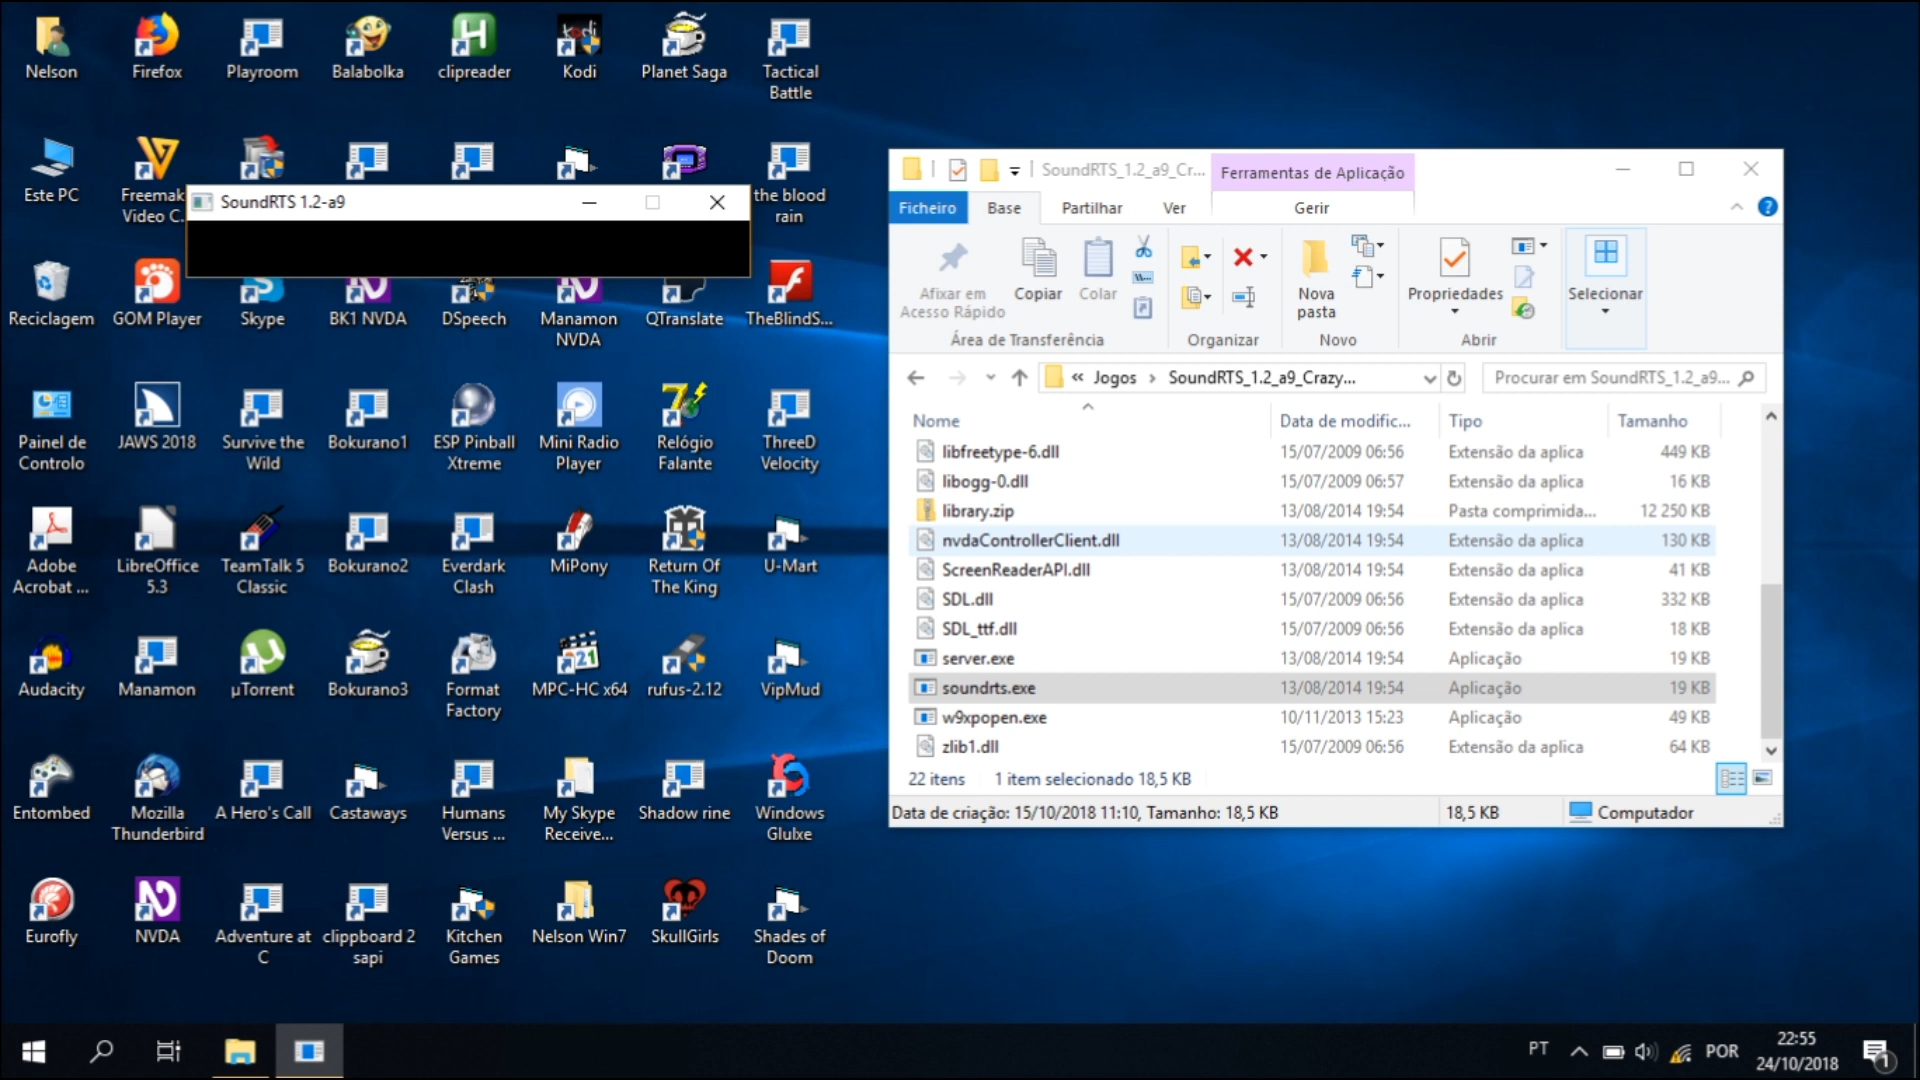 Nelson
Firefox
Playroom
Balabolka
clipreader
Kodi
Planet Saga
Tactical
Battle
Este PC
Freemak
Video C.
the blood
rain
SoundRTS 1.2-a9
Reciclagem
GOM Player
Skype
BK1 NVDA
DSpeech
Manamon
NVDA
QTranslate
TheBlindS...
Painel de
Controlo
JAWS 2018
Survive the
Wild
Bokurano1
ESP Pinball
Xtreme
Mini Radio
Player
Relógio
Falante
ThreeD
Velocity
Adobe
Acrobat ...
LibreOffice
5.3
TeamTalk 5
Classic
Bokurano2
Everdark
Clash
MiPony
Return Of
The King
U-Mart
Audacity
Manamon
µTorrent
Bokurano3
Format
Factory
MPC-HC x64
rufus-2.12
VipMud
Entombed
Mozilla
Thunderbird
A Hero's Call
Castaways
Humans
Versus ...
My Skype
Receive...
Shadow rine
Windows
Glulxe
Eurofly
NVDA
Adventure at
C
clippboard 2
sapi
Kitchen
Games
Nelson Win7
SkullGirls
Shades of
Doom
SoundRTS_1.2_a9_Cr...
Ferramentas de Aplicação
Ficheiro Base Partilhar Ver Gerir
Afixar em
Acesso Rápido
Copiar
Colar
Nova
pasta
Propriedades
Selecionar
Área de Transferência Organizar Novo Abrir
« Jogos › SoundRTS_1.2_a9_Crazy...
Procurar em SoundRTS_1.2_a9...
Nome Data de modific... Tipo Tamanho
libfreetype-6.dll 15/07/2009 06:56 Extensão da aplica 449 KB
libogg-0.dll 15/07/2009 06:57 Extensão da aplica 16 KB
library.zip 13/08/2014 19:54 Pasta comprimida... 12 250 KB
nvdaControllerClient.dll 13/08/2014 19:54 Extensão da aplica 130 KB
ScreenReaderAPI.dll 13/08/2014 19:54 Extensão da aplica 41 KB
SDL.dll 15/07/2009 06:56 Extensão da aplica 332 KB
SDL_ttf.dll 15/07/2009 06:56 Extensão da aplica 18 KB
server.exe 13/08/2014 19:54 Aplicação 19 KB
soundrts.exe 13/08/2014 19:54 Aplicação 19 KB
w9xpopen.exe 10/11/2013 15:23 Aplicação 49 KB
zlib1.dll 15/07/2009 06:56 Extensão da aplica 64 KB
22 itens 1 item selecionado 18,5 KB
Data de criação: 15/10/2018 11:10, Tamanho: 18,5 KB 18,5 KB Computador
PT POR
22:55
24/10/2018
1